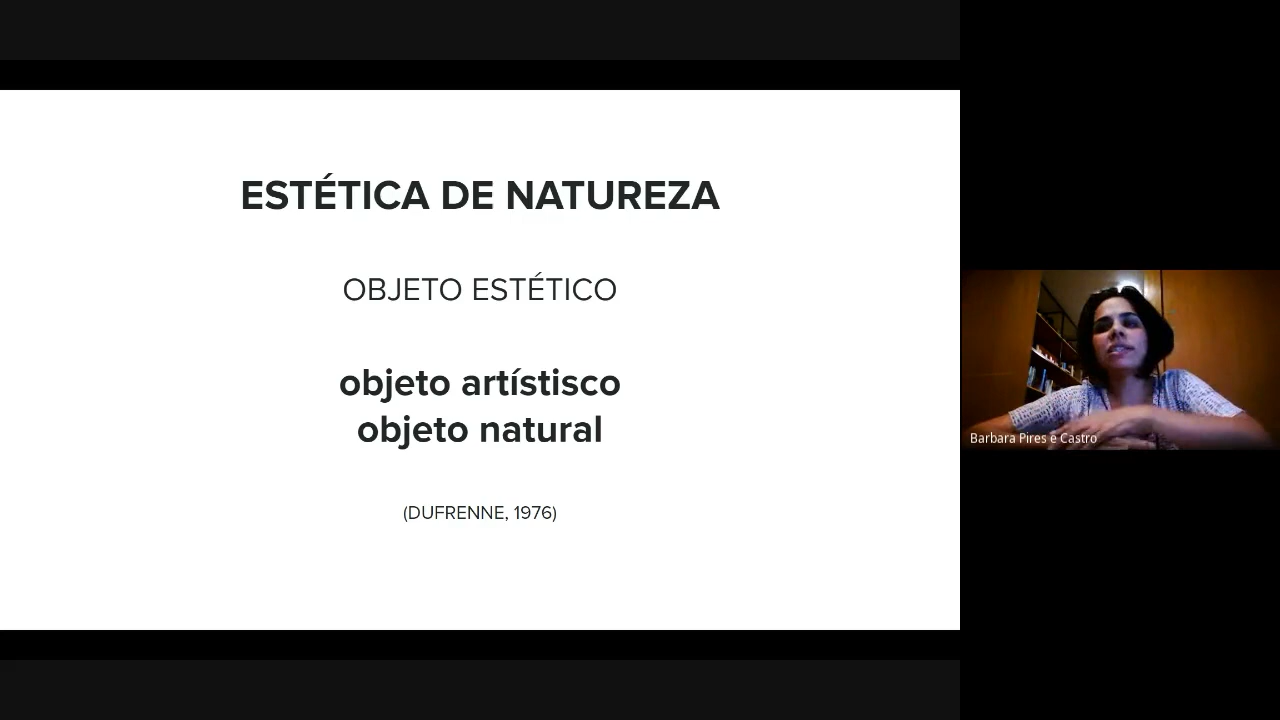 ESTÉTICA DE NATUREZA
OBJETO ESTÉTICO
objeto artístisco
objeto natural
(DUFRENNE, 1976)
Barbara Pires e Castro